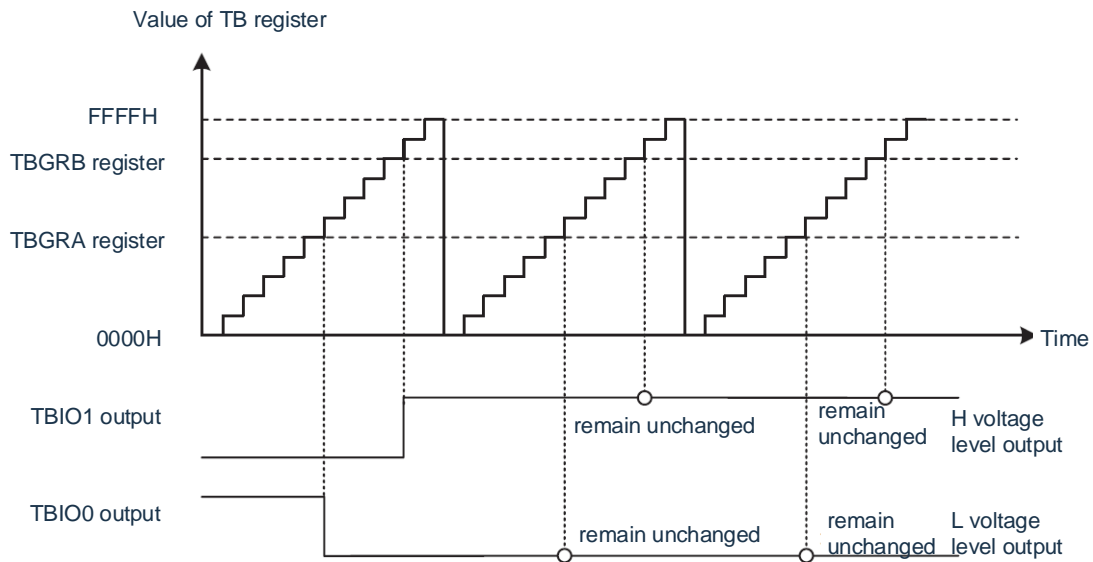 Value of TB register
FFFFH
TBGRB register
TBGRA register
0000H
Time
TBIO1 output
remain unchanged
remain
unchanged
H voltage
level output
TBIO0 output
remain unchanged
remain
unchanged
L voltage
level output